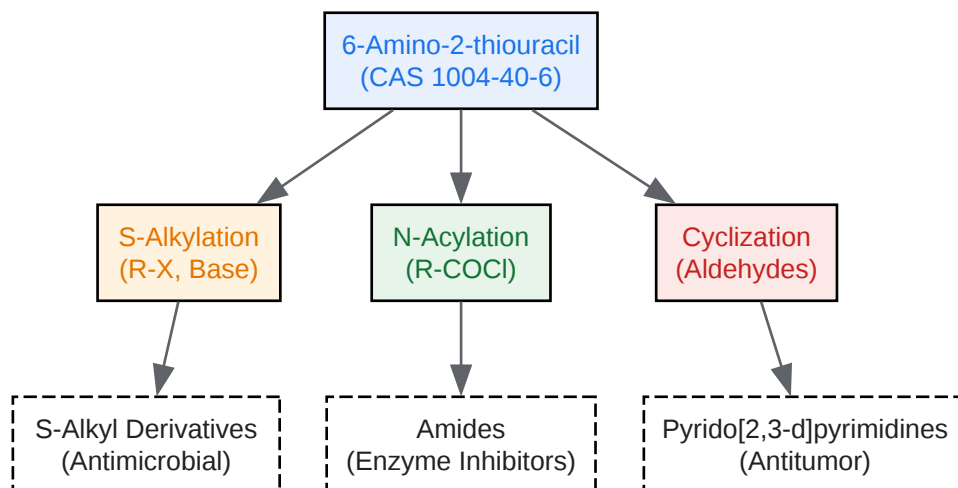 6-Amino-2-thiouracil
(CAS 1004-40-6)
S-Alkylation
(R-X, Base)
N-Acylation
(R-COCl)
Cyclization
(Aldehydes)
S-Alkyl Derivatives
(Antimicrobial)
Amides
(Enzyme Inhibitors)
Pyrido[2,3-d]pyrimidines
(Antitumor)